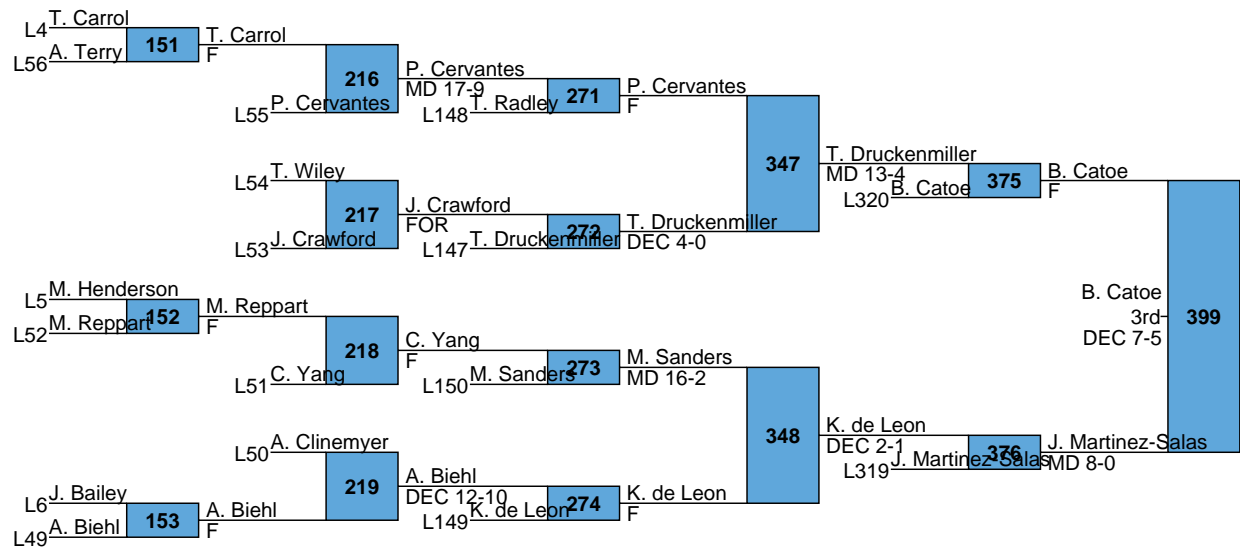 L4 T. Carrol
L56 A. Terry
151
T. Carrol
F
L55 P. Cervantes
216
P. Cervantes
MD 17-9
L148 T. Radley
271
P. Cervantes
F
L54 T. Wiley
L53 J. Crawford
217
J. Crawford
FOR
L147 T. Druckenmiller
272
T. Druckenmiller
DEC 4-0
347
T. Druckenmiller
MD 13-4
L320 B. Catoe
375
B. Catoe
F
L5 M. Henderson
L52 M. Reppart
152
M. Reppart
F
L51 C. Yang
218
C. Yang
F
L150 M. Sanders
273
M. Sanders
MD 16-2
L50 A. Clinemyer
L6 J. Bailey
L49 A. Biehl
153
A. Biehl
F
219
A. Biehl
DEC 12-10
L149 K. de Leon
274
K. de Leon
F
348
K. de Leon
DEC 2-1
L319 J. Martinez-Salas
376
J. Martinez-Salas
MD 8-0
399
B. Catoe
3rd
DEC 7-5